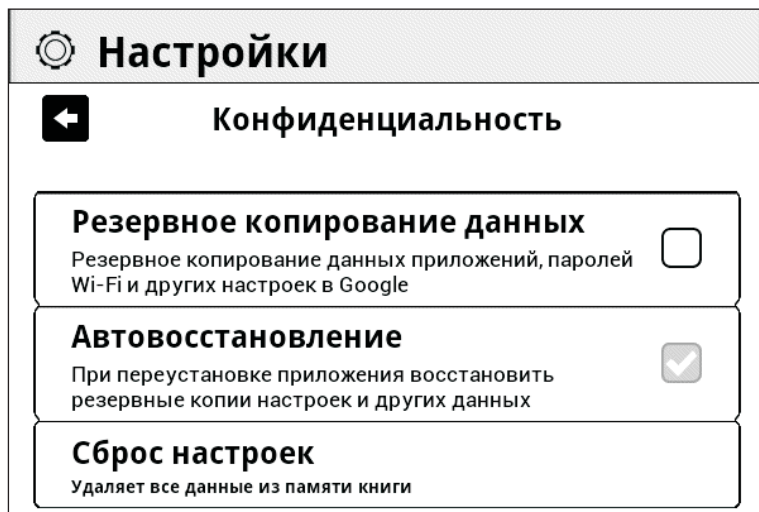 Настройки
Конфиденциальность
Резервное копирование данных
Резервное копирование данных приложений, паролей
Wi-Fi и других настроек в Google
Автовосстановление
При переустановке приложения восстановить
резервные копии настроек и других данных
Сброс настроек
Удаляет все данные из памяти книги